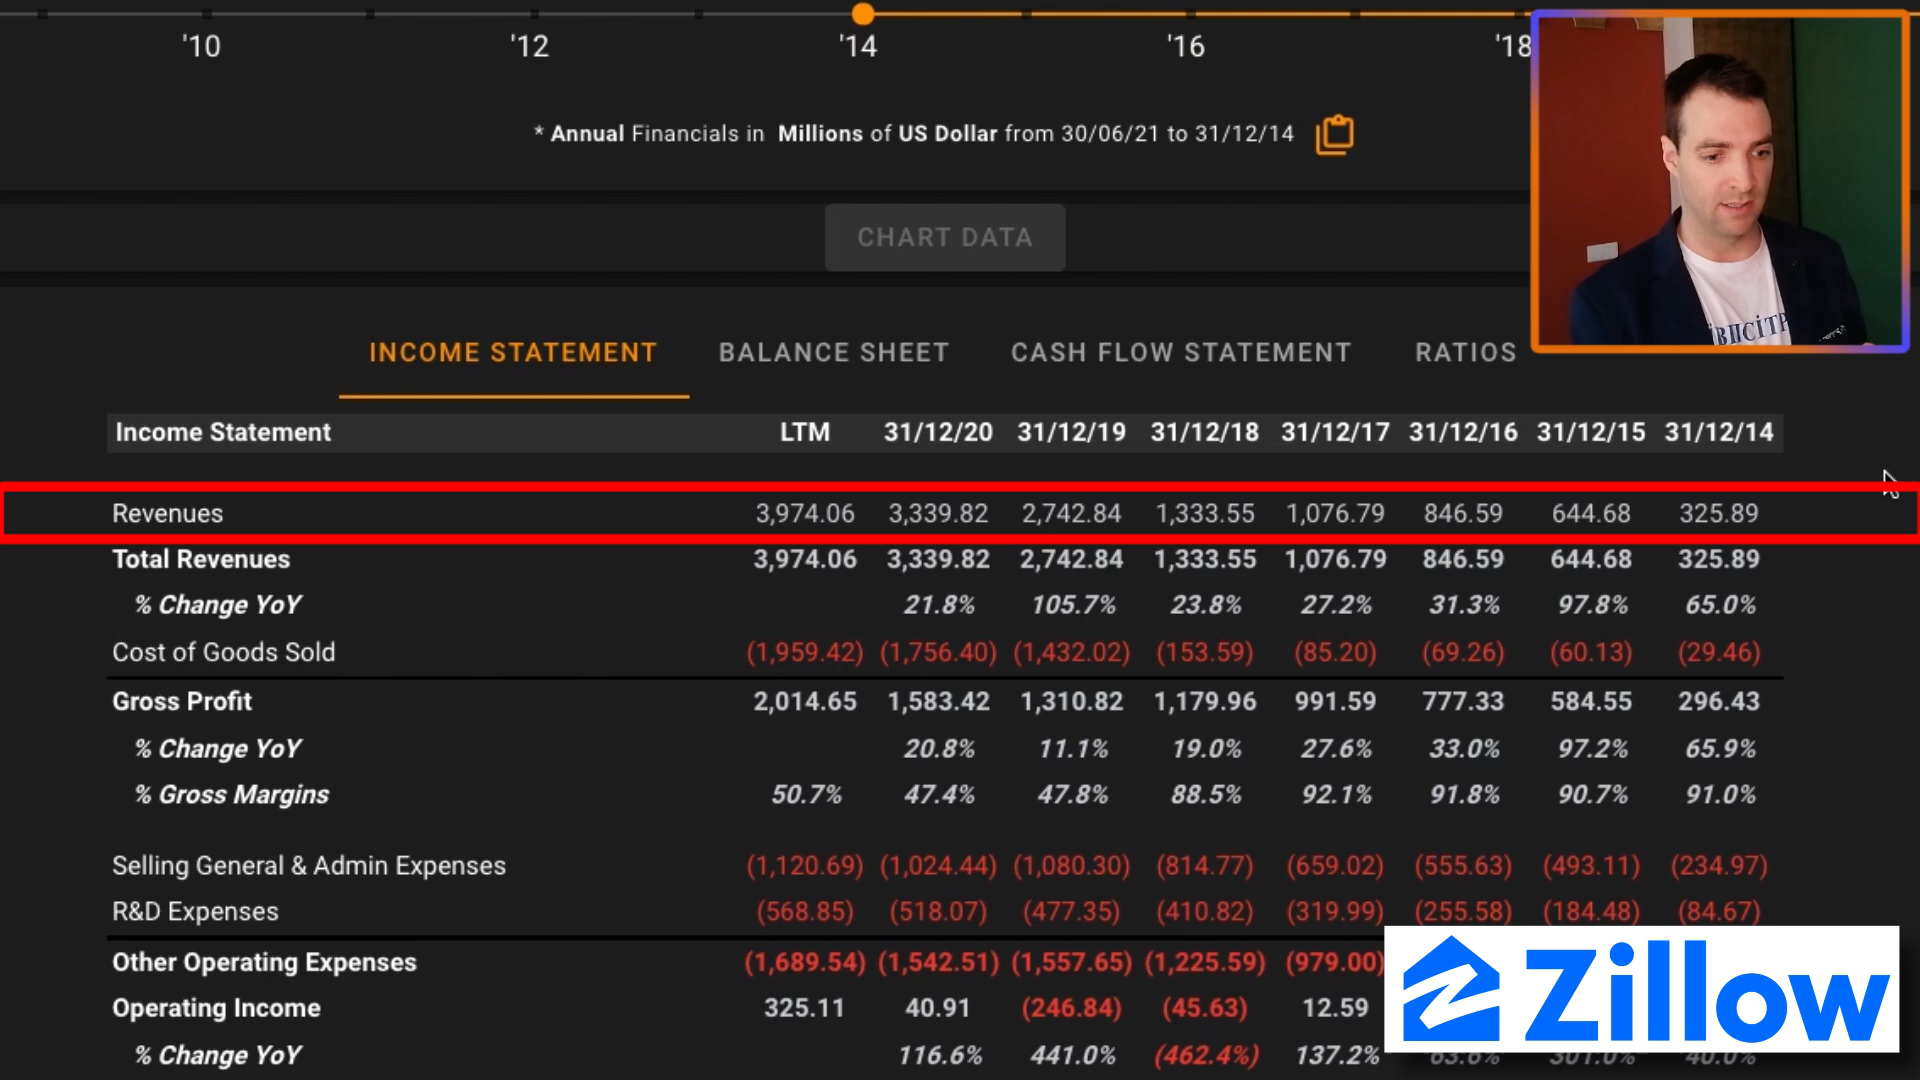 '10 '12 '14 '16 '18
* Annual Financials in Millions of US Dollar from 30/06/21 to 31/12/14
CHART DATA
INCOME STATEMENT BALANCE SHEET CASH FLOW STATEMENT RATIOS
Income Statement LTM 31/12/20 31/12/19 31/12/18 31/12/17 31/12/16 31/12/15 31/12/14
Revenues 3,974.06 3,339.82 2,742.84 1,333.55 1,076.79 846.59 644.68 325.89
Total Revenues 3,974.06 3,339.82 2,742.84 1,333.55 1,076.79 846.59 644.68 325.89
% Change YoY 21.8% 105.7% 23.8% 27.2% 31.3% 97.8% 65.0%
Cost of Goods Sold (1,959.42) (1,756.40) (1,432.02) (153.59) (85.20) (69.26) (60.13) (29.46)
Gross Profit 2,014.65 1,583.42 1,310.82 1,179.96 991.59 777.33 584.55 296.43
% Change YoY 20.8% 11.1% 19.0% 27.6% 33.0% 97.2% 65.9%
% Gross Margins 50.7% 47.4% 47.8% 88.5% 92.1% 91.8% 90.7% 91.0%
Selling General & Admin Expenses (1,120.69) (1,024.44) (1,080.30) (814.77) (659.02) (555.63) (493.11) (234.97)
R&D Expenses (568.85) (518.07) (477.35) (410.82) (319.99) (255.58) (184.48) (84.67)
Other Operating Expenses (1,689.54) (1,542.51) (1,557.65) (1,225.59) (979.00)
Operating Income 325.11 40.91 (246.84) (45.63) 12.59
% Change YoY 116.6% 441.0% (462.4%) 137.2%
Zillow